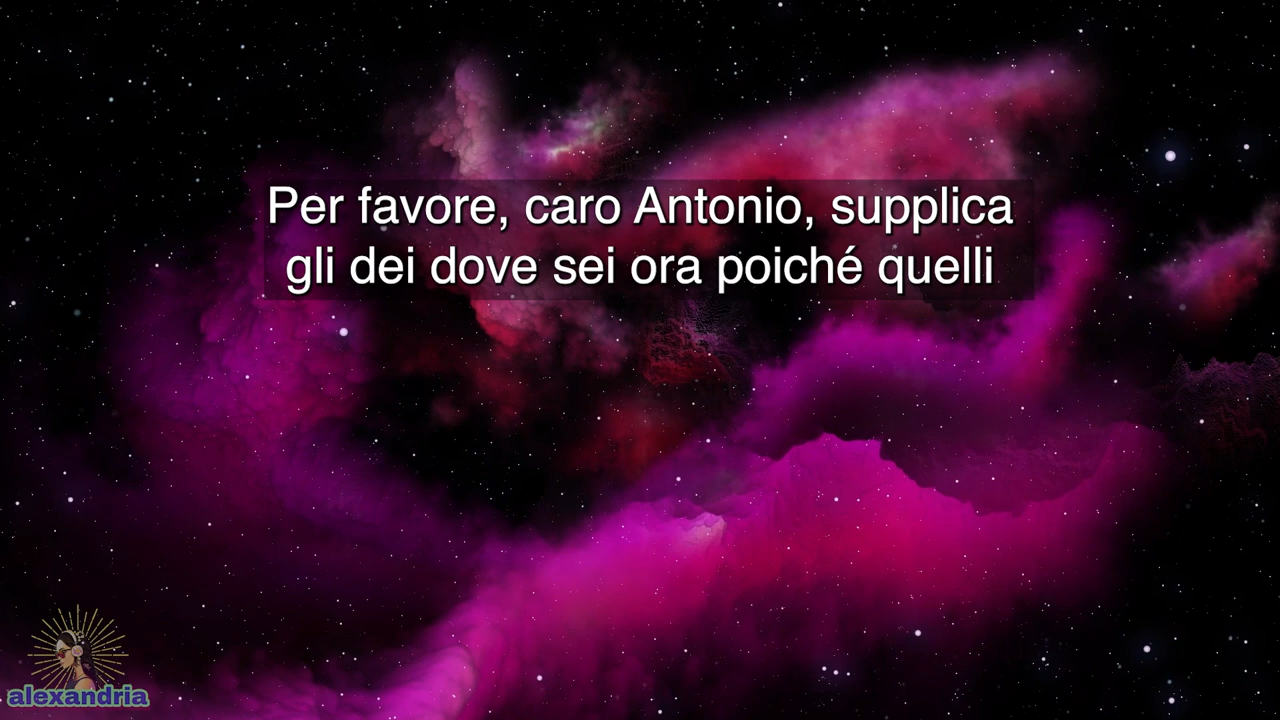 Per favore, caro Antonio, supplica
gli dei dove sei ora poiché quelli
alexandria